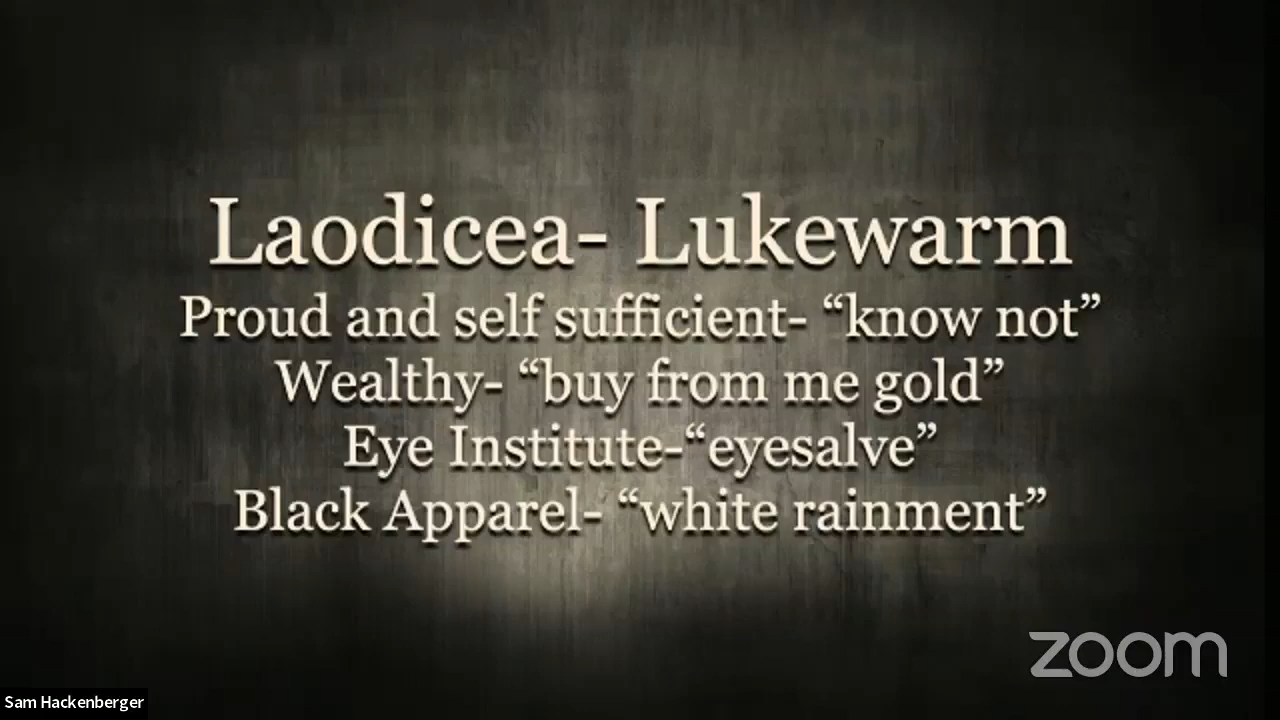 Laodicea- Lukewarm
Proud and self sufficient- “know not”
Wealthy- “buy from me gold”
Eye Institute-“eyesalve”
Black Apparel- “white rainment”
zoom
Sam Hackenberger